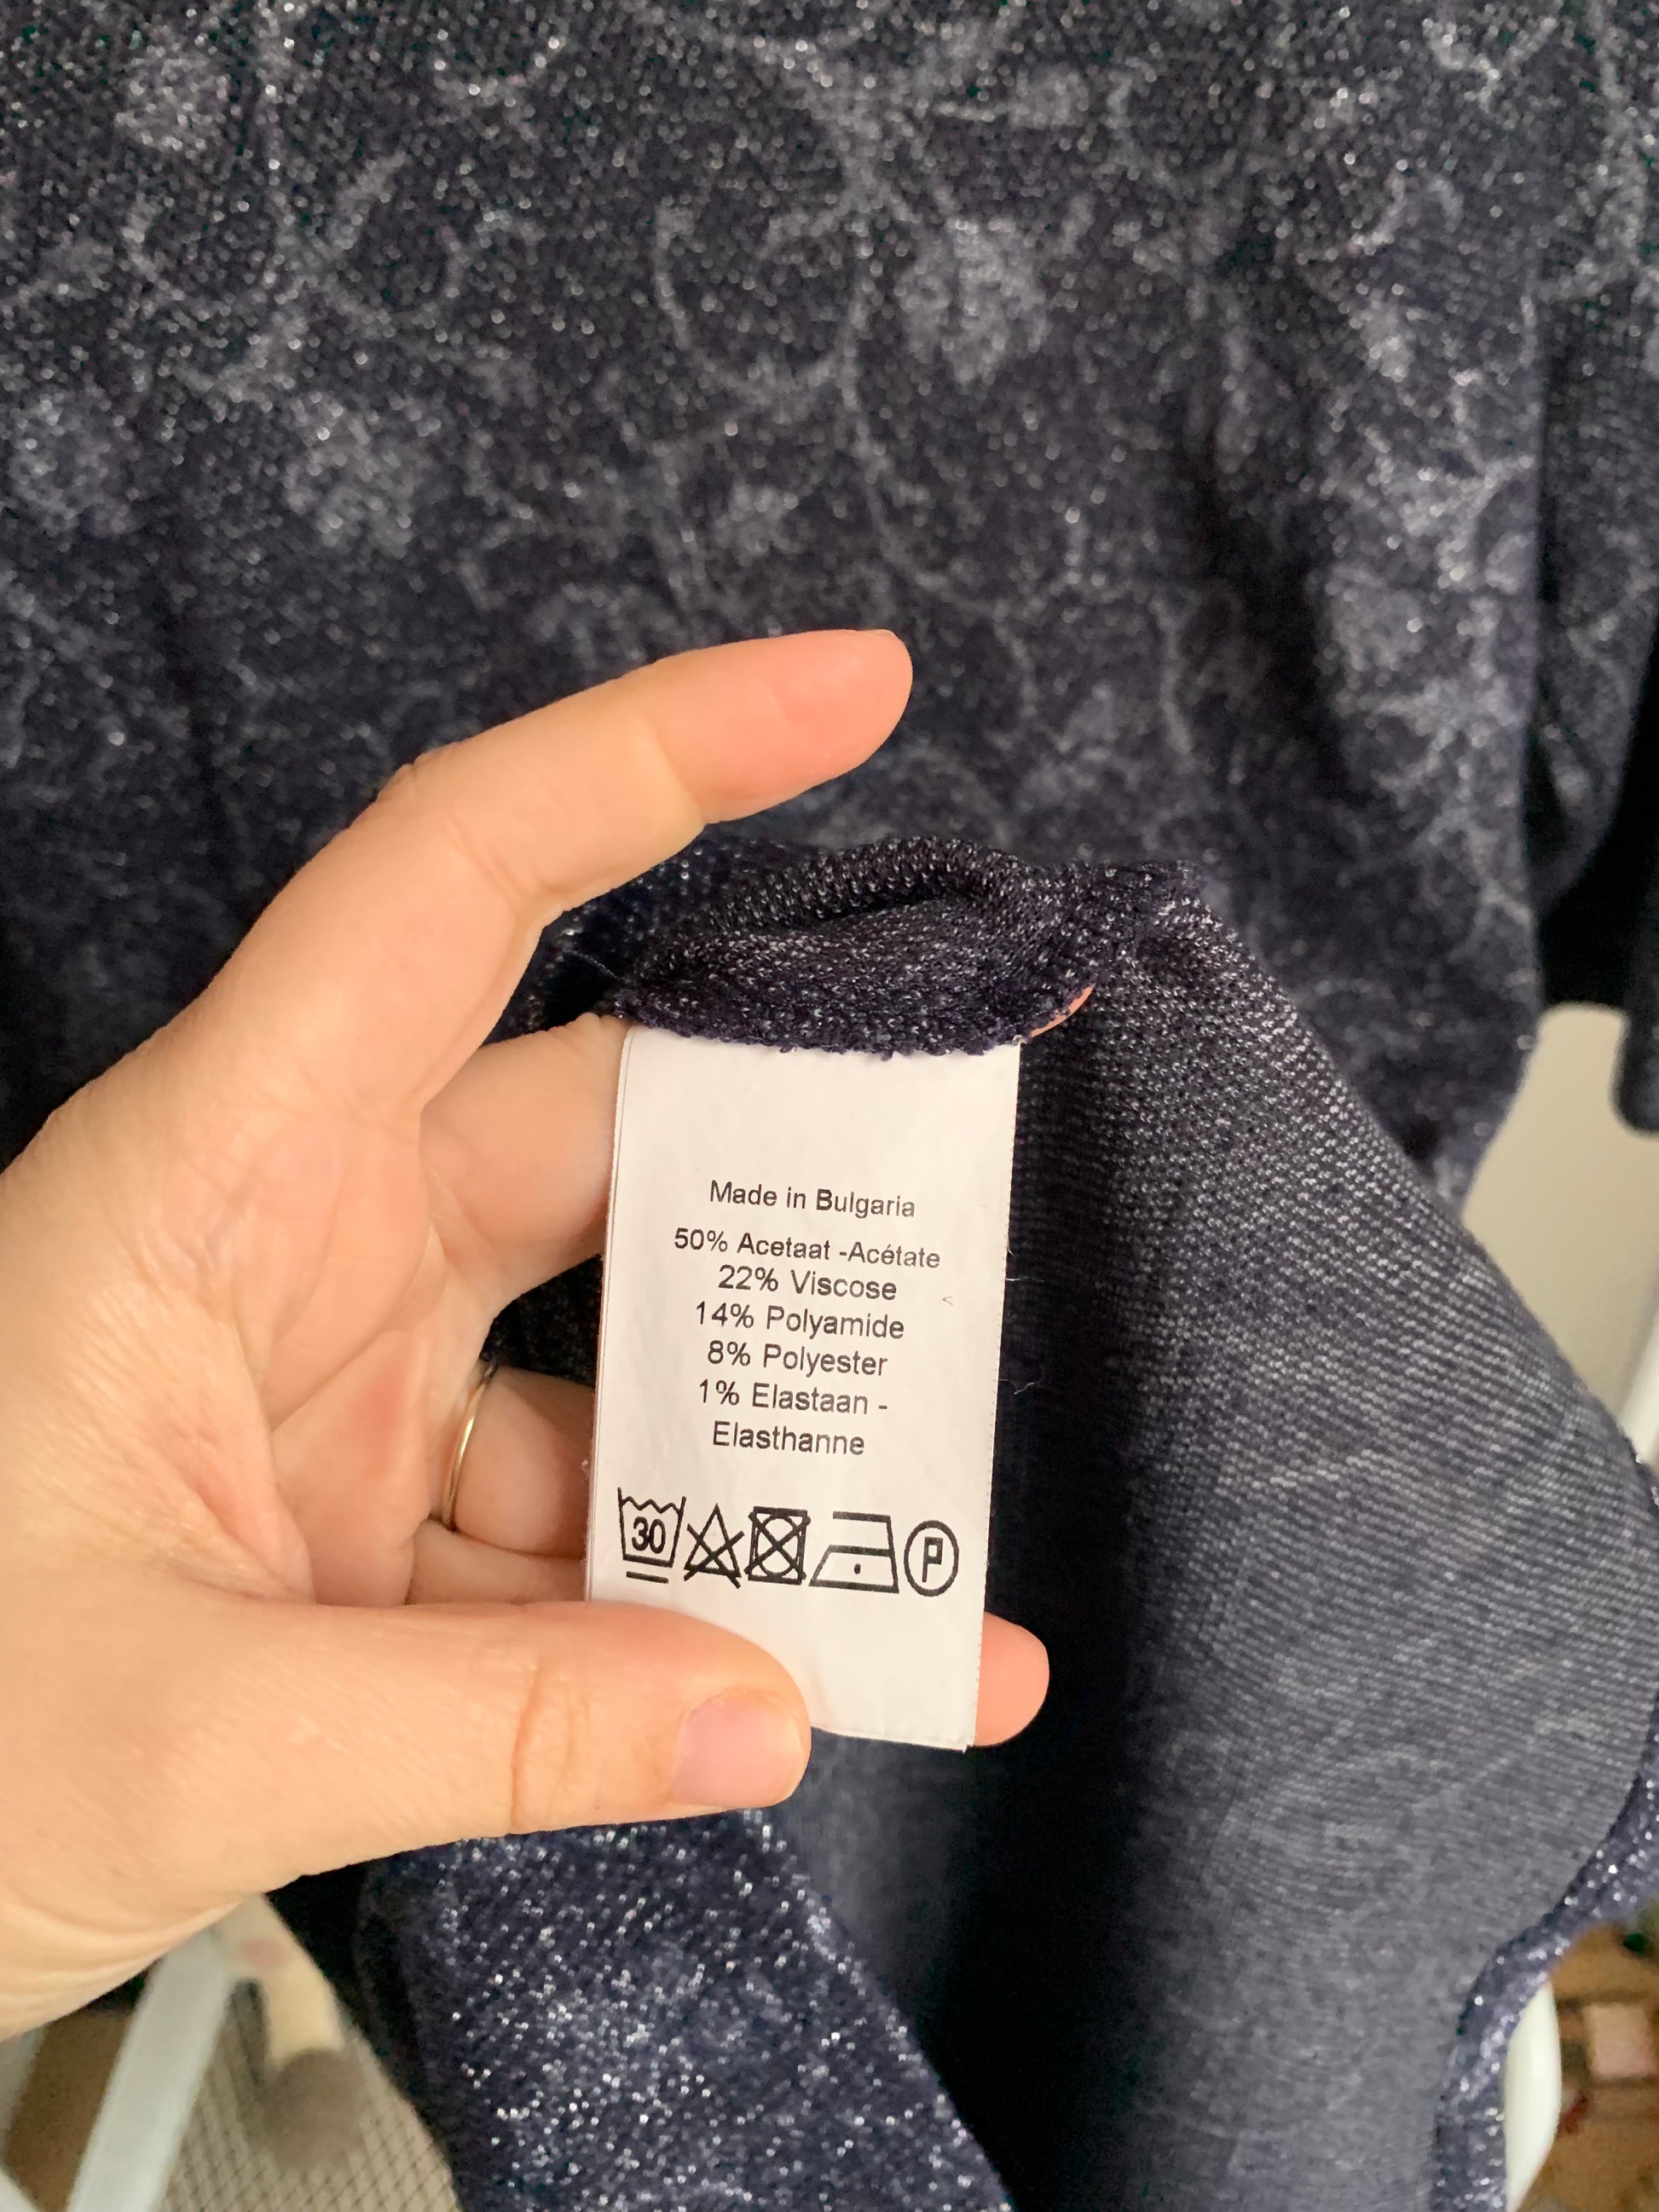 Made in Bulgaria
50% Acetaat -Acétate
22% Viscose
14% Polyamide
8% Polyester
1% Elastaan -
Elasthanne
30 P